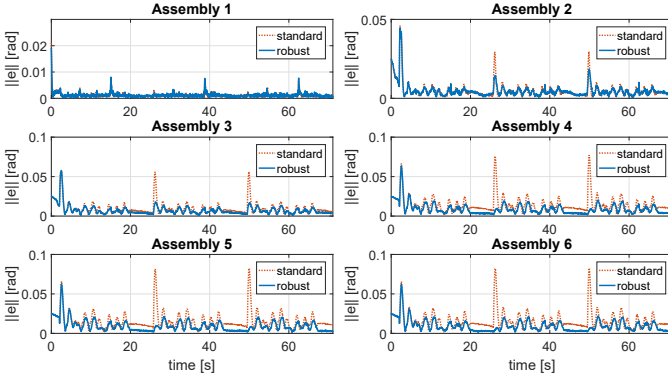 Assembly 1
||e|| [rad]
0.02
0.01
0
standard
robust
0 20 40 60
Assembly 2
||e|| [rad]
0.05
0
standard
robust
0 20 40 60
Assembly 3
||e|| [rad]
0.1
0.05
0
standard
robust
0 20 40 60
Assembly 4
||e|| [rad]
0.1
0.05
0
standard
robust
0 20 40 60
Assembly 5
||e|| [rad]
0.1
0.05
0
standard
robust
0 20 40 60
time [s]
Assembly 6
||e|| [rad]
0.1
0.05
0
standard
robust
0 20 40 60
time [s]